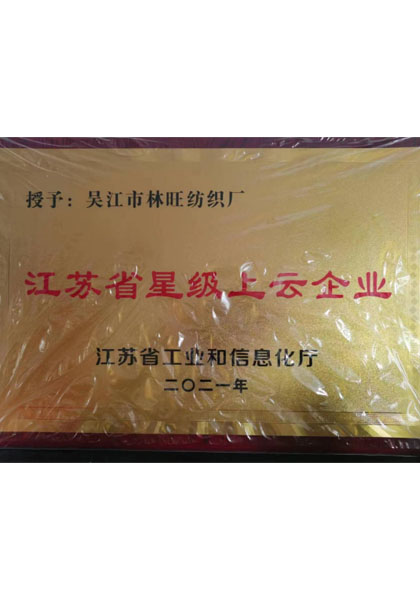 授予：吴江市林旺纺织厂
江苏省星级上云企业
江苏省工业和信息化厅
二〇二一年